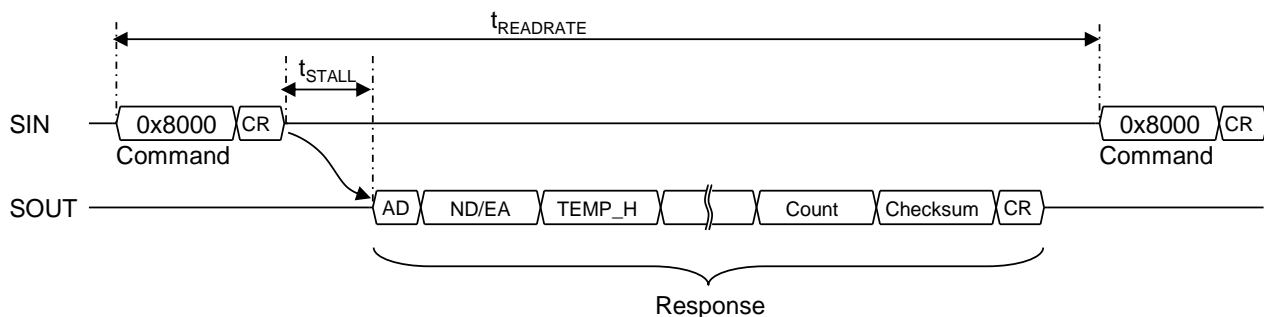 tREADRATE
tSTALL
SIN 0x8000 CR 0x8000 CR
Command Command
SOUT AD ND/EA TEMP_H Count Checksum CR
Response